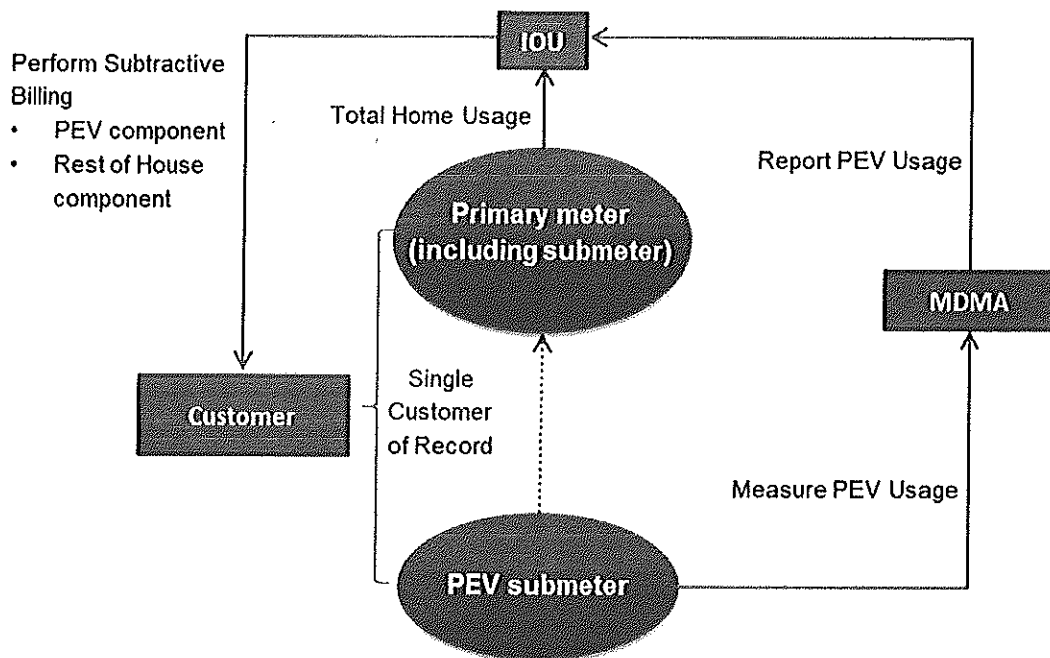 IOU
Perform Subtractive
Billing
• PEV component
• Rest of House
component
Total Home Usage
Report PEV Usage
Primary meter
(including submeter)
MDMA
Customer
Single
Customer
of Record
Measure PEV Usage
PEV submeter